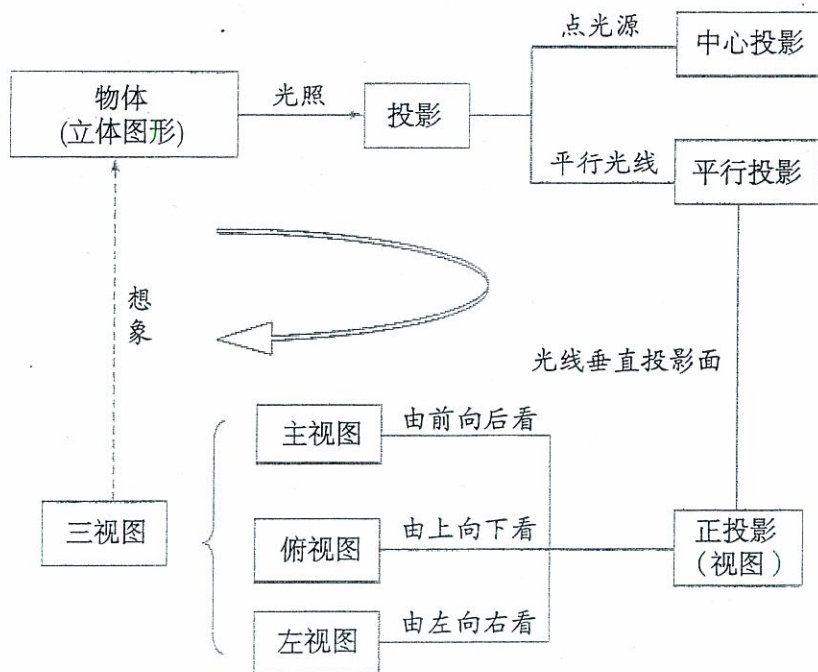 点光源
中心投影
物体
(立体图形)
光照
投影
平行光线
平行投影
想象
光线垂直投影面
主视图
由前向后看
三视图
俯视图
由上向下看
正投影
(视图)
左视图
由左向右看